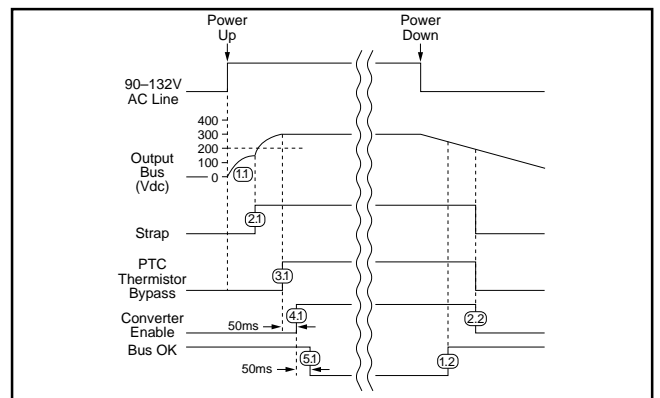 Power
Up
Power
Down
90–132V
AC Line
400
300
200
100
0
Output
Bus
(Vdc)
1.1
2.1
Strap
PTC
Thermistor
Bypass
3.1
Converter
Enable
50ms
4.1
2.2
Bus OK
50ms
5.1
1.2